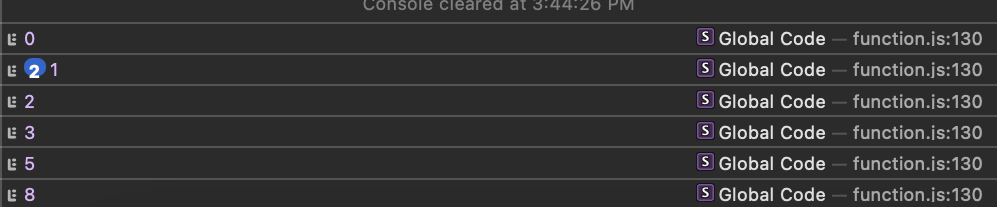 Console cleared at 3:44:26 PM
0 S Global Code — function.js:130
2 1 S Global Code — function.js:130
2 S Global Code — function.js:130
3 S Global Code — function.js:130
5 S Global Code — function.js:130
8 S Global Code — function.js:130